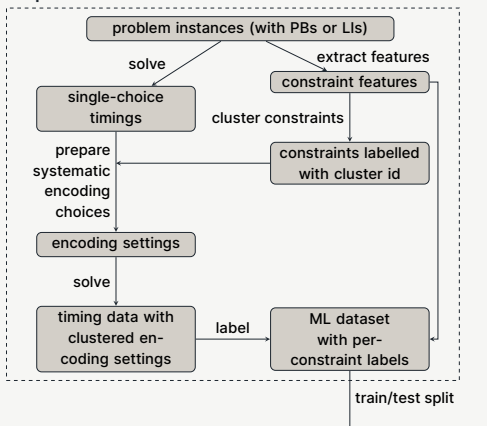 problem instances (with PBs or LIs)
solve
extract features
constraint features
single-choice
timings
cluster constraints
prepare
systematic
encoding
choices
constraints labelled
with cluster id
encoding settings
solve
timing data with
clustered en-
coding settings
label
ML dataset
with per-
constraint labels
train/test split